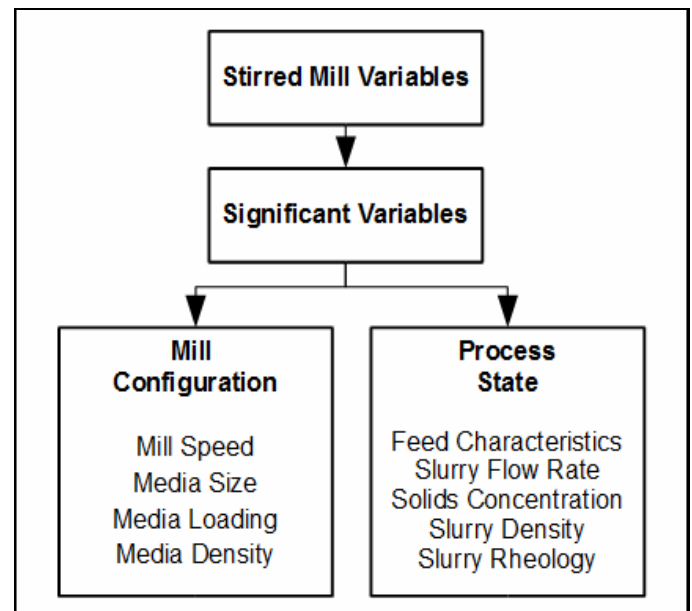 Stirred Mill Variables
Significant Variables
Mill
Configuration
Mill Speed
Media Size
Media Loading
Media Density
Process
State
Feed Characteristics
Slurry Flow Rate
Solids Concentration
Slurry Density
Slurry Rheology